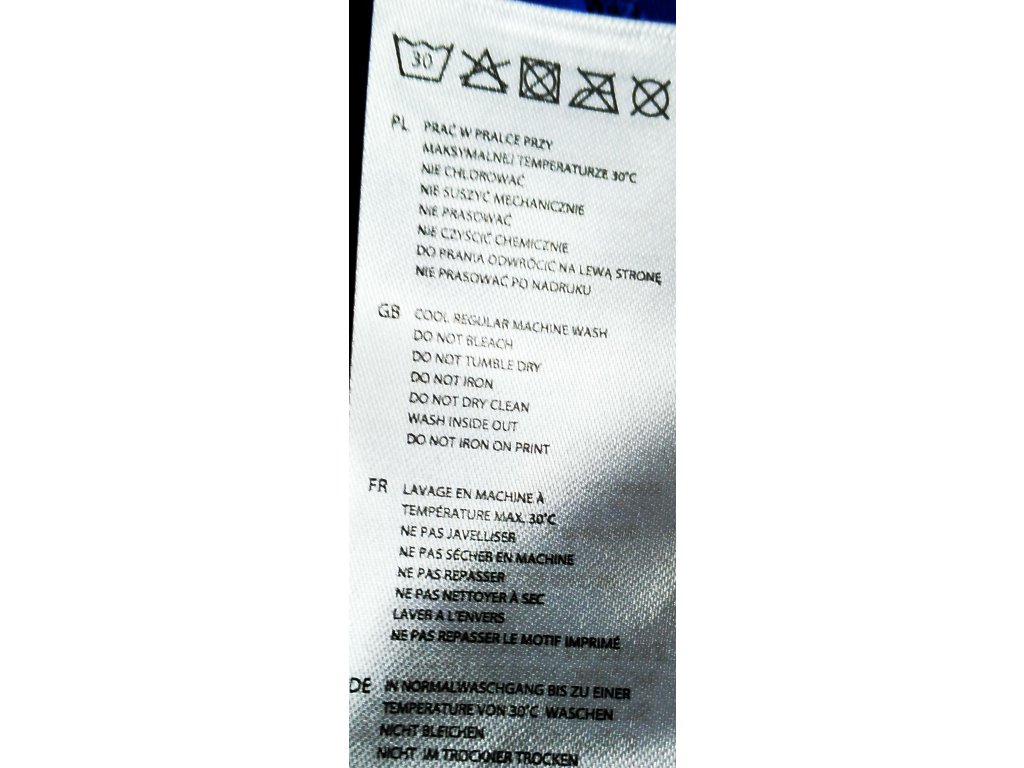 30
PL PRAĆ W PRALCE PRZY
MAKSYMALNEJ TEMPERATURZE 30°C
NIE CHLOROWAĆ
NIE SUSZYĆ MECHANICZNIE
NIE PRASOWAĆ
NIE CZYŚCIĆ CHEMICZNIE
DO PRANIA ODWRÓCIĆ NA LEWĄ STRONĘ
NIE PRASOWAĆ PO NADRUKU
GB COOL REGULAR MACHINE WASH
DO NOT BLEACH
DO NOT TUMBLE DRY
DO NOT IRON
DO NOT DRY CLEAN
WASH INSIDE OUT
DO NOT IRON ON PRINT
FR LAVAGE EN MACHINE À
TEMPÉRATURE MAX. 30°C
NE PAS JAVELLISER
NE PAS SÉCHER EN MACHINE
NE PAS REPASSER
NE PAS NETTOYER À SEC
LAVER A L'ENVERS
NE PAS REPASSER LE MOTIF IMPRIMÉ
DE IN NORMALWASCHGANG BIS ZU EINER
TEMPERATURE VON 30°C WASCHEN
NICHT BLEICHEN
NICHT IM TROCKNER TROCKEN